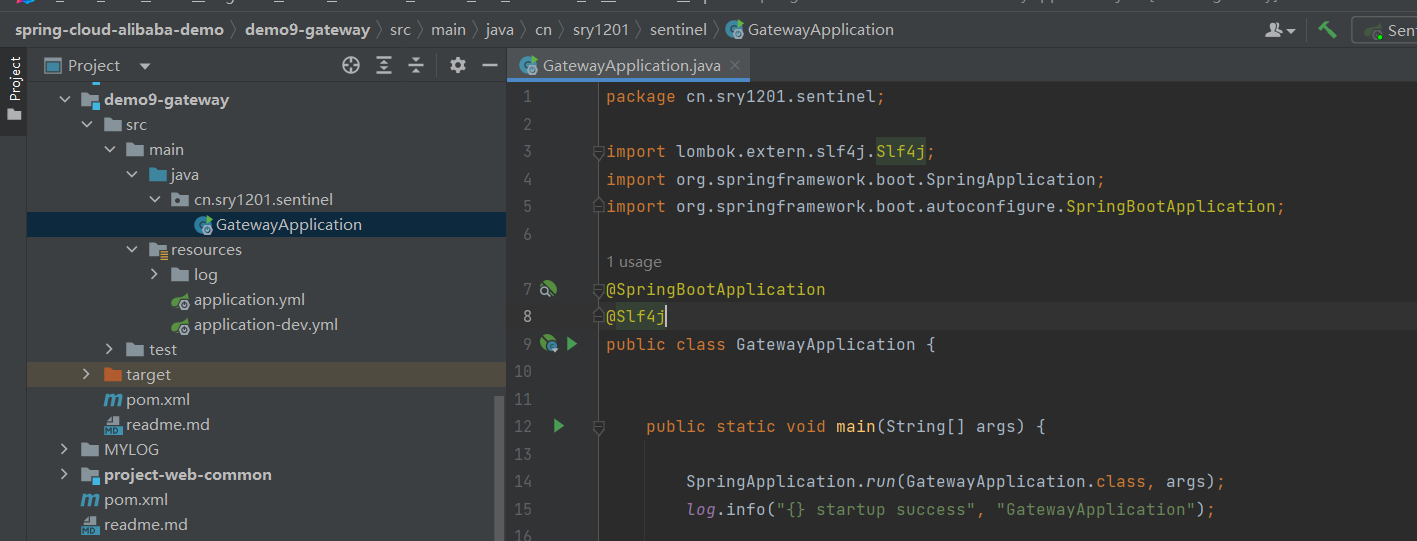 spring-cloud-alibaba-demo 〉 demo9-gateway 〉 src 〉 main 〉 java 〉 cn 〉 sry1201 〉 sentinel 〉 GatewayApplication
Sent
Project
Project
GatewayApplication.java
demo9-gateway
src
main
java
cn.sry1201.sentinel
GatewayApplication
resources
log
application.yml
application-dev.yml
test
target
pom.xml
readme.md
MYLOG
project-web-common
pom.xml
readme.md
1 package cn.sry1201.sentinel;
2
3 import lombok.extern.slf4j.Slf4j;
4 import org.springframework.boot.SpringApplication;
5 import org.springframework.boot.autoconfigure.SpringBootApplication;
6
1 usage
7 @SpringBootApplication
8 @Slf4j
9 public class GatewayApplication {
10
11
12 public static void main(String[] args) {
13
14 SpringApplication.run(GatewayApplication.class, args);
15 log.info("{} startup success", "GatewayApplication");
16